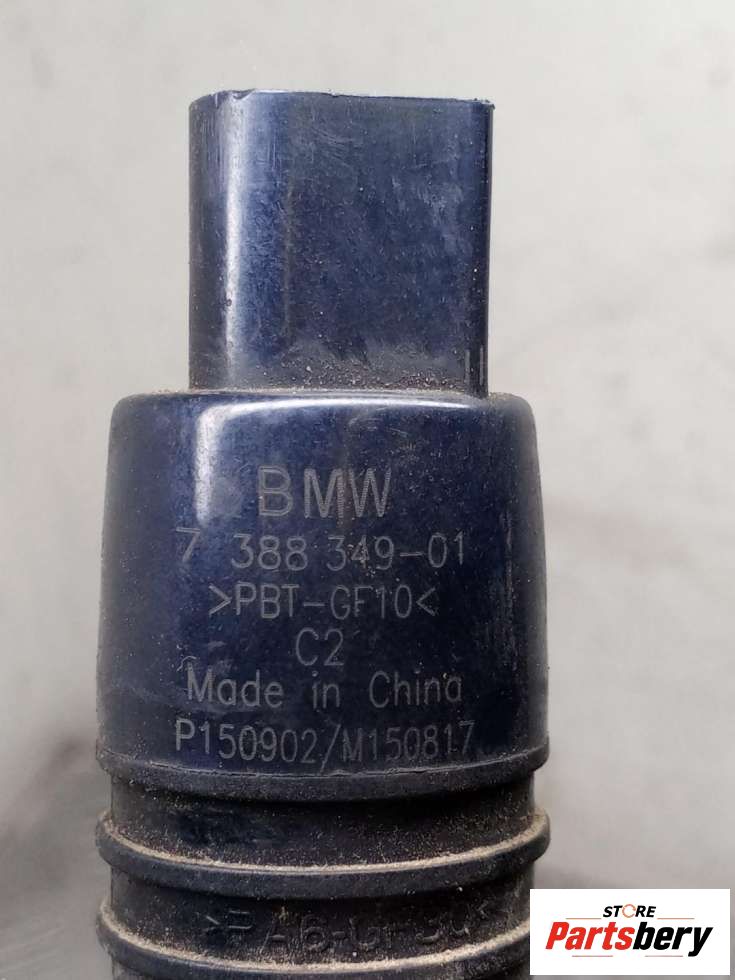 BMW
7 388 349-01
>PBT-GF10<
C2
Made in China
P150902/M150817
STORE
Partsbery